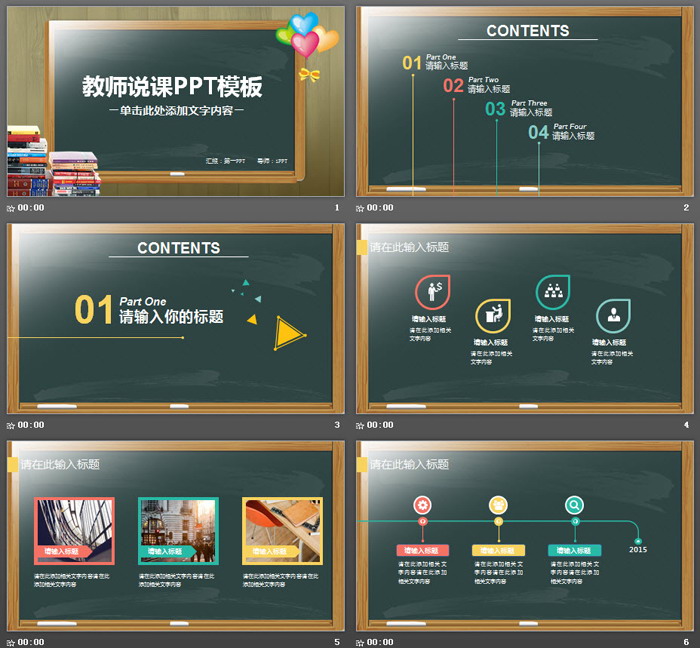 教师说课PPT模板
单击此处添加文字内容
汇报：第一PPT 导师：1PPT
00:00 1
CONTENTS
01 Part One
请输入标题
02 Part Two
请输入标题
03 Part Three
请输入标题
04 Part Four
请输入标题
00:00 2
CONTENTS
01 Part One
请输入你的标题
00:00 3
请在此输入标题
请输入标题
请在此添加相关
文字内容
请输入标题
请在此添加相关
文字内容
请输入标题
请在此添加相关
文字内容
请输入标题
请在此添加相关
文字内容
00:00 4
请在此输入标题
请输入标题
请在此添加相关文字内容请在此
添加相关文字内容
请输入标题
请在此添加相关文字内容请在此
添加相关文字内容
请输入标题
请在此添加相关文字内容请在此
添加相关文字内容
00:00 5
请在此输入标题
请输入标题
请在此添加相关文
字内容请在此添加
相关文字内容
请输入标题
请在此添加相关文
字内容请在此添加
相关文字内容
请输入标题
请在此添加相关文
字内容请在此添加
相关文字内容
2015
00:00 6